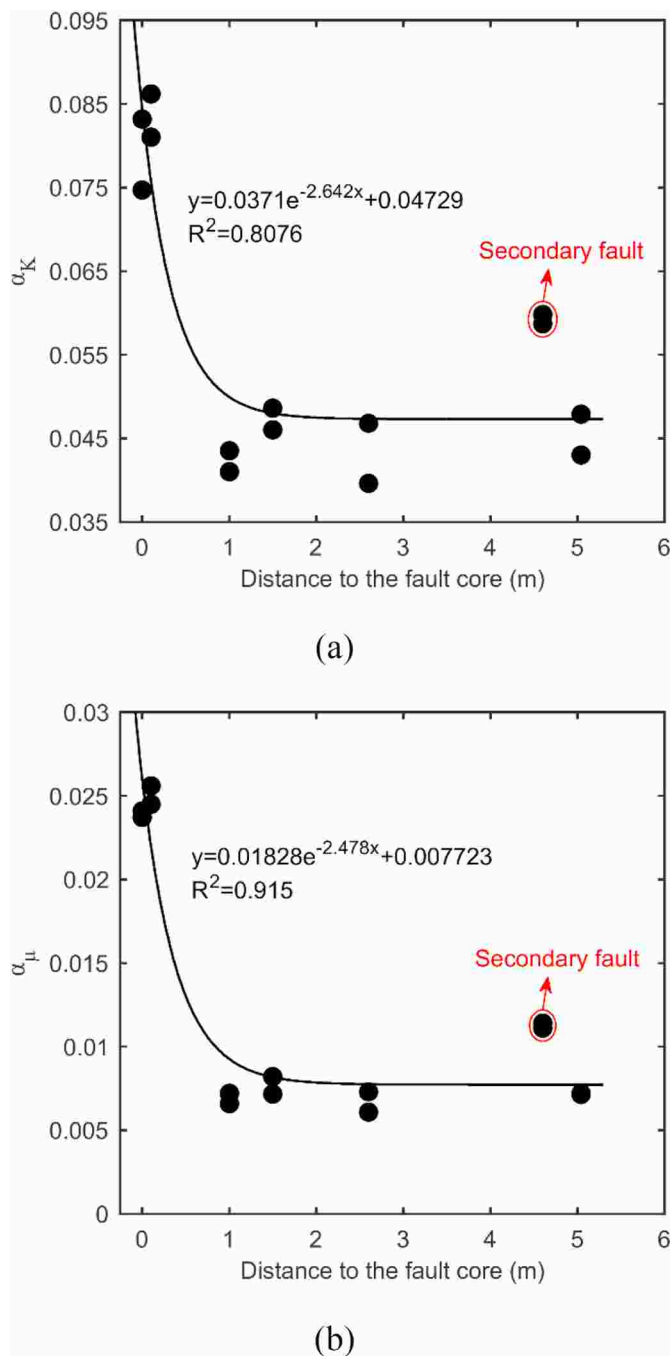 0.095
0.085
y=0.0371e^-2.642x+0.04729
0.075
R²=0.8076
Secondary fault
α_K
0.065
0.055
0.045
0.035
0 1 2 3 4 5 6
Distance to the fault core (m)
(a)
0.03
0.025
y=0.01828e^-2.478x+0.007723
0.02
R²=0.915
α_μ
0.015
Secondary fault
0.01
0.005
0
0 1 2 3 4 5 6
Distance to the fault core (m)
(b)